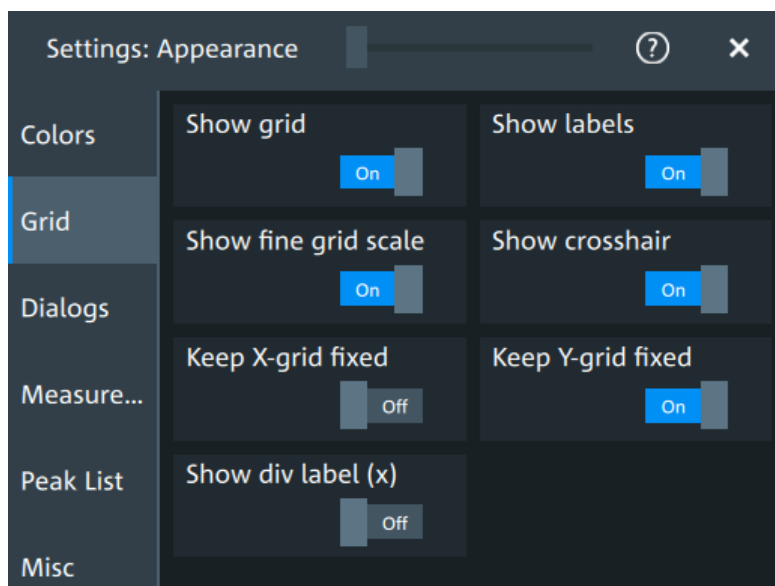 Settings: Appearance ?
Colors
Grid
Dialogs
Measure...
Peak List
Misc
Show grid
On
Show labels
On
Show fine grid scale
On
Show crosshair
On
Keep X-grid fixed
Off
Keep Y-grid fixed
On
Show div label (x)
Off